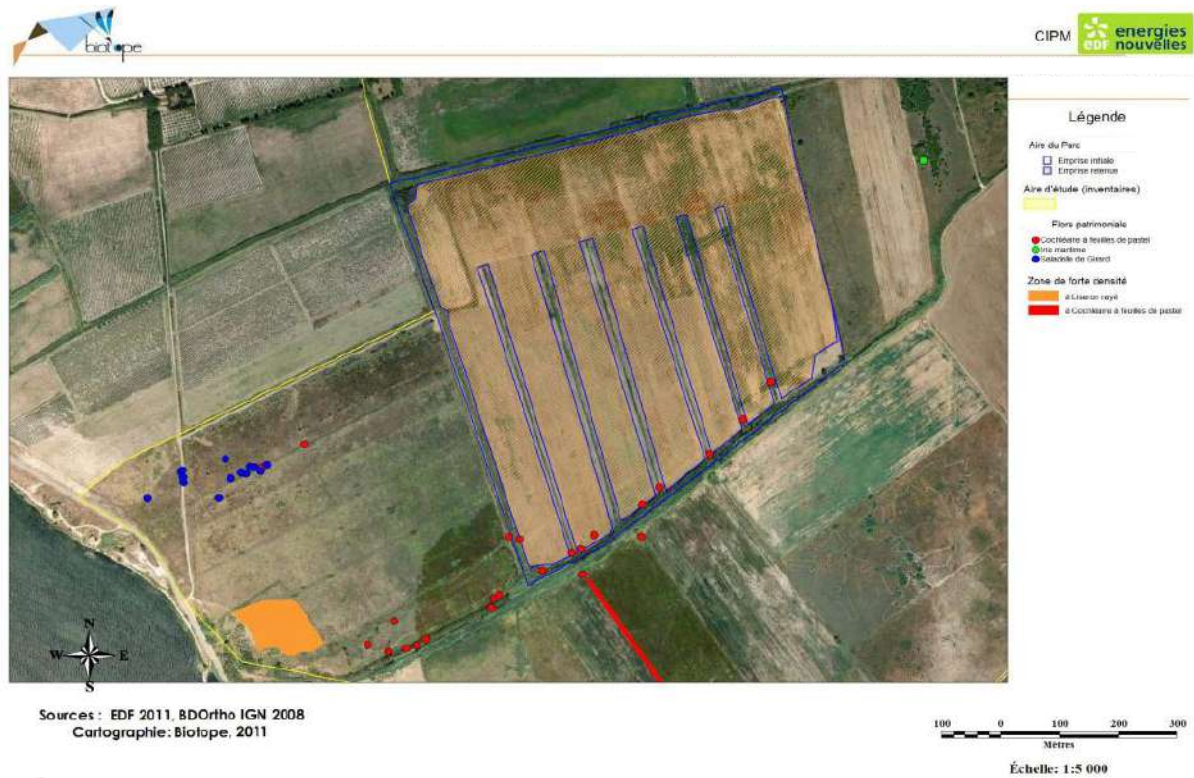 biotope
CIPM
edf energies nouvelles
Légende
Aire du Parc
Emprise initiale
Emprise retenue
Aire d'étude (inventaires)
Flore patrimoniale
Cochléaire à feuilles de pastel
Iris maritime
Saladelle de Girard
Zone de forte densité
à Liseron rayé
à Cochléaire à feuilles de pastel
N
W E
S
Sources : EDF 2011, BDOrtho IGN 2008
Cartographie: Biotope, 2011
100 0 100 200 300
Mètres
Échelle: 1:5 000